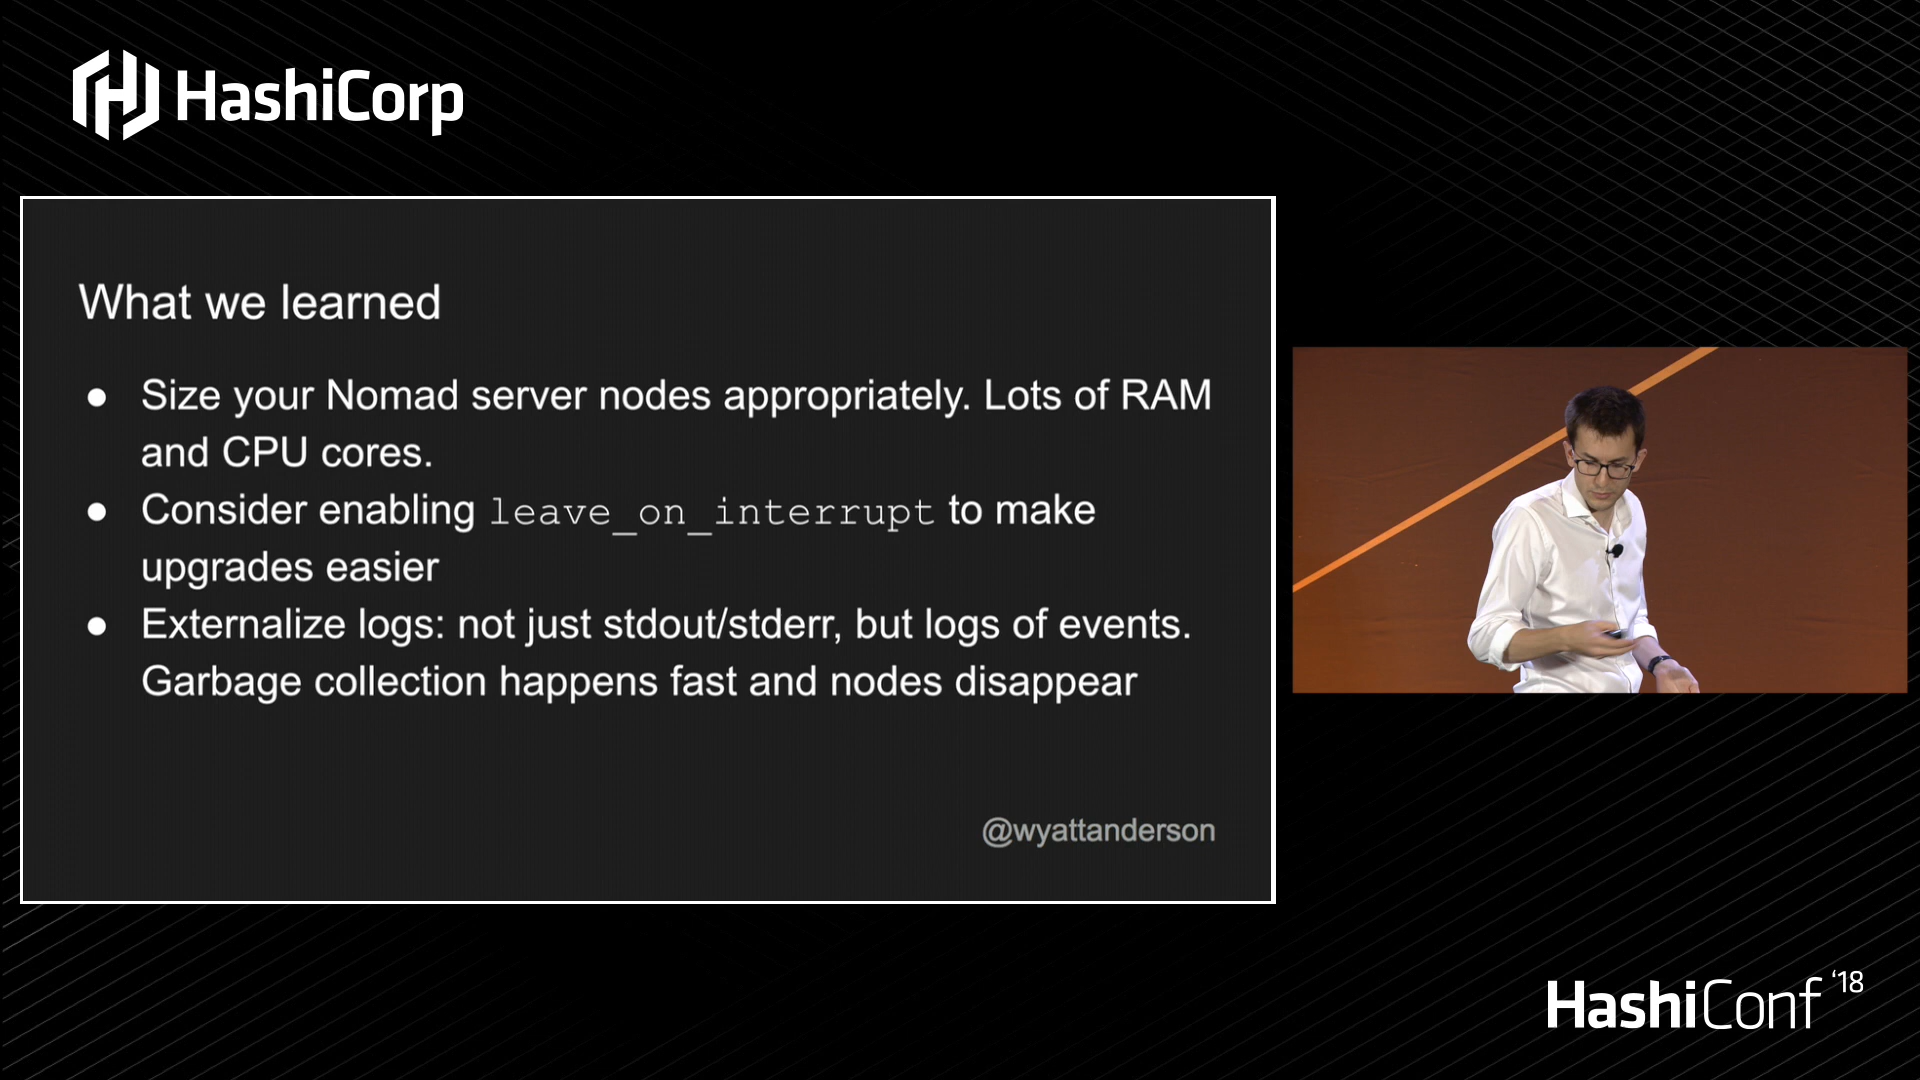 HashiCorp
What we learned
● Size your Nomad server nodes appropriately. Lots of RAM
and CPU cores.
● Consider enabling leave_on_interrupt to make
upgrades easier
● Externalize logs: not just stdout/stderr, but logs of events.
Garbage collection happens fast and nodes disappear
@wyattanderson
HashiConf ‘18